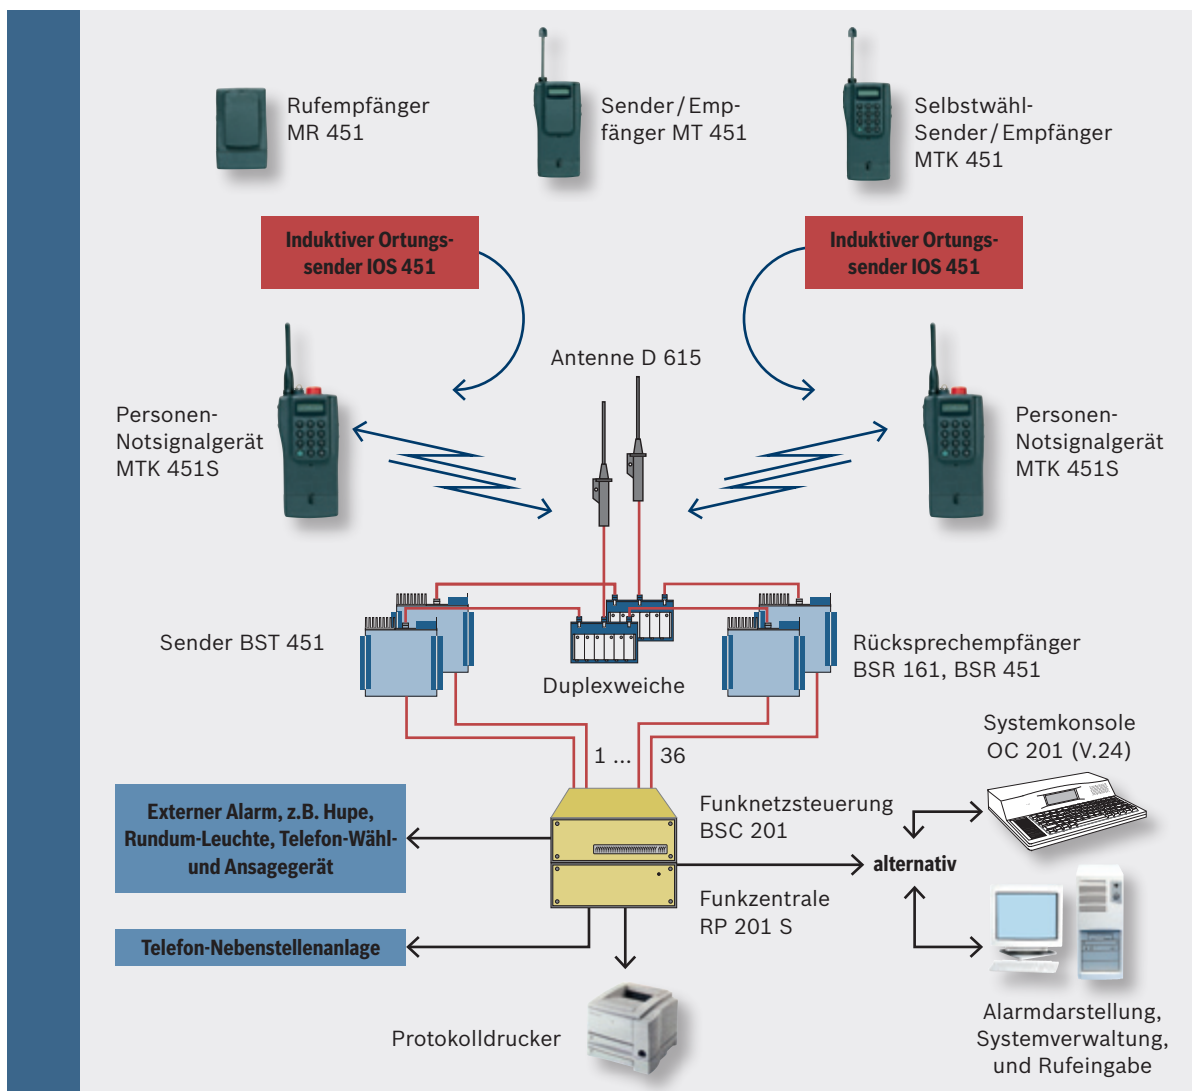 Rufempfänger
MR 451
Sender/Emp-
fänger MT 451
Selbstwähl-
Sender/Empfänger
MTK 451
Induktiver Ortungs-
sender IOS 451
Induktiver Ortungs-
sender IOS 451
Antenne D 615
Personen-
Notsignalgerät
MTK 451S
Personen-
Notsignalgerät
MTK 451S
Sender BST 451
Duplexweiche
Rücksprechempfänger
BSR 161, BSR 451
1 ... 36
Systemkonsole
OC 201 (V.24)
Externer Alarm, z.B. Hupe,
Rundum-Leuchte, Telefon-Wähl-
und Ansagegerät
Funknetzsteuerung
BSC 201
alternativ
Funkzentrale
RP 201 S
Telefon-Nebenstellenanlage
Protokolldrucker
Alarmdarstellung,
Systemverwaltung,
und Rufeingabe